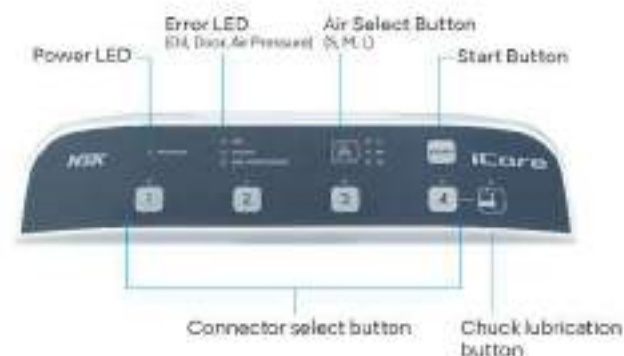 Error LED
(Oil, Door, Air Pressure)
Air Select Button
(S, M, L)
Power LED
Start Button
NSK
iCare
1
2
3
4
Connector select button
Chuck lubrication
button